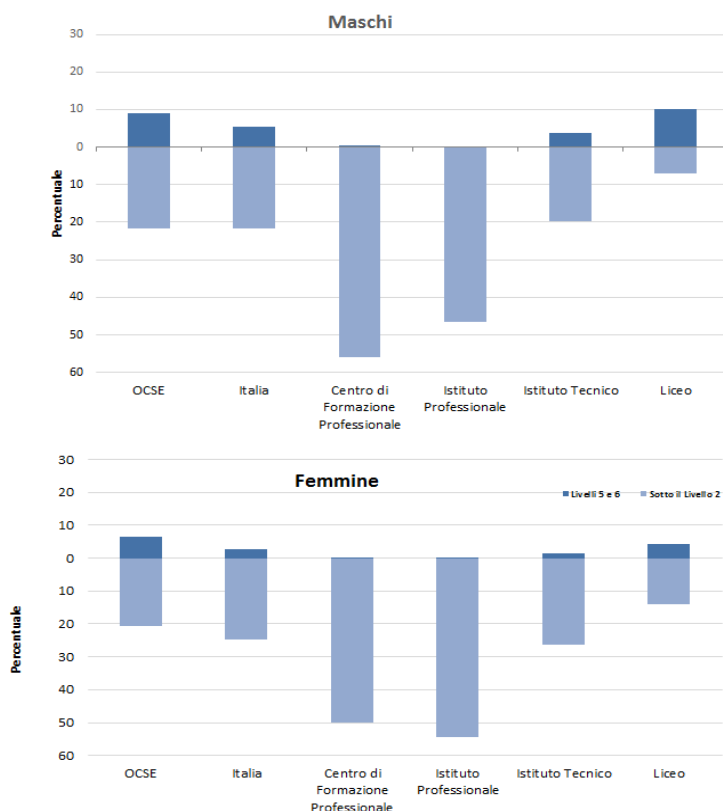 Maschi
30
20
10
0
10
20
30
40
50
60
Percentuale
OCSE
Italia
Centro di
Formazione
Professionale
Istituto
Professionale
Istituto Tecnico
Liceo
Femmine
Livelli 5 e 6
Sotto il Livello 2
30
20
10
0
10
20
30
40
50
60
Percentuale
OCSE
Italia
Centro di
Formazione
Professionale
Istituto
Professionale
Istituto Tecnico
Liceo